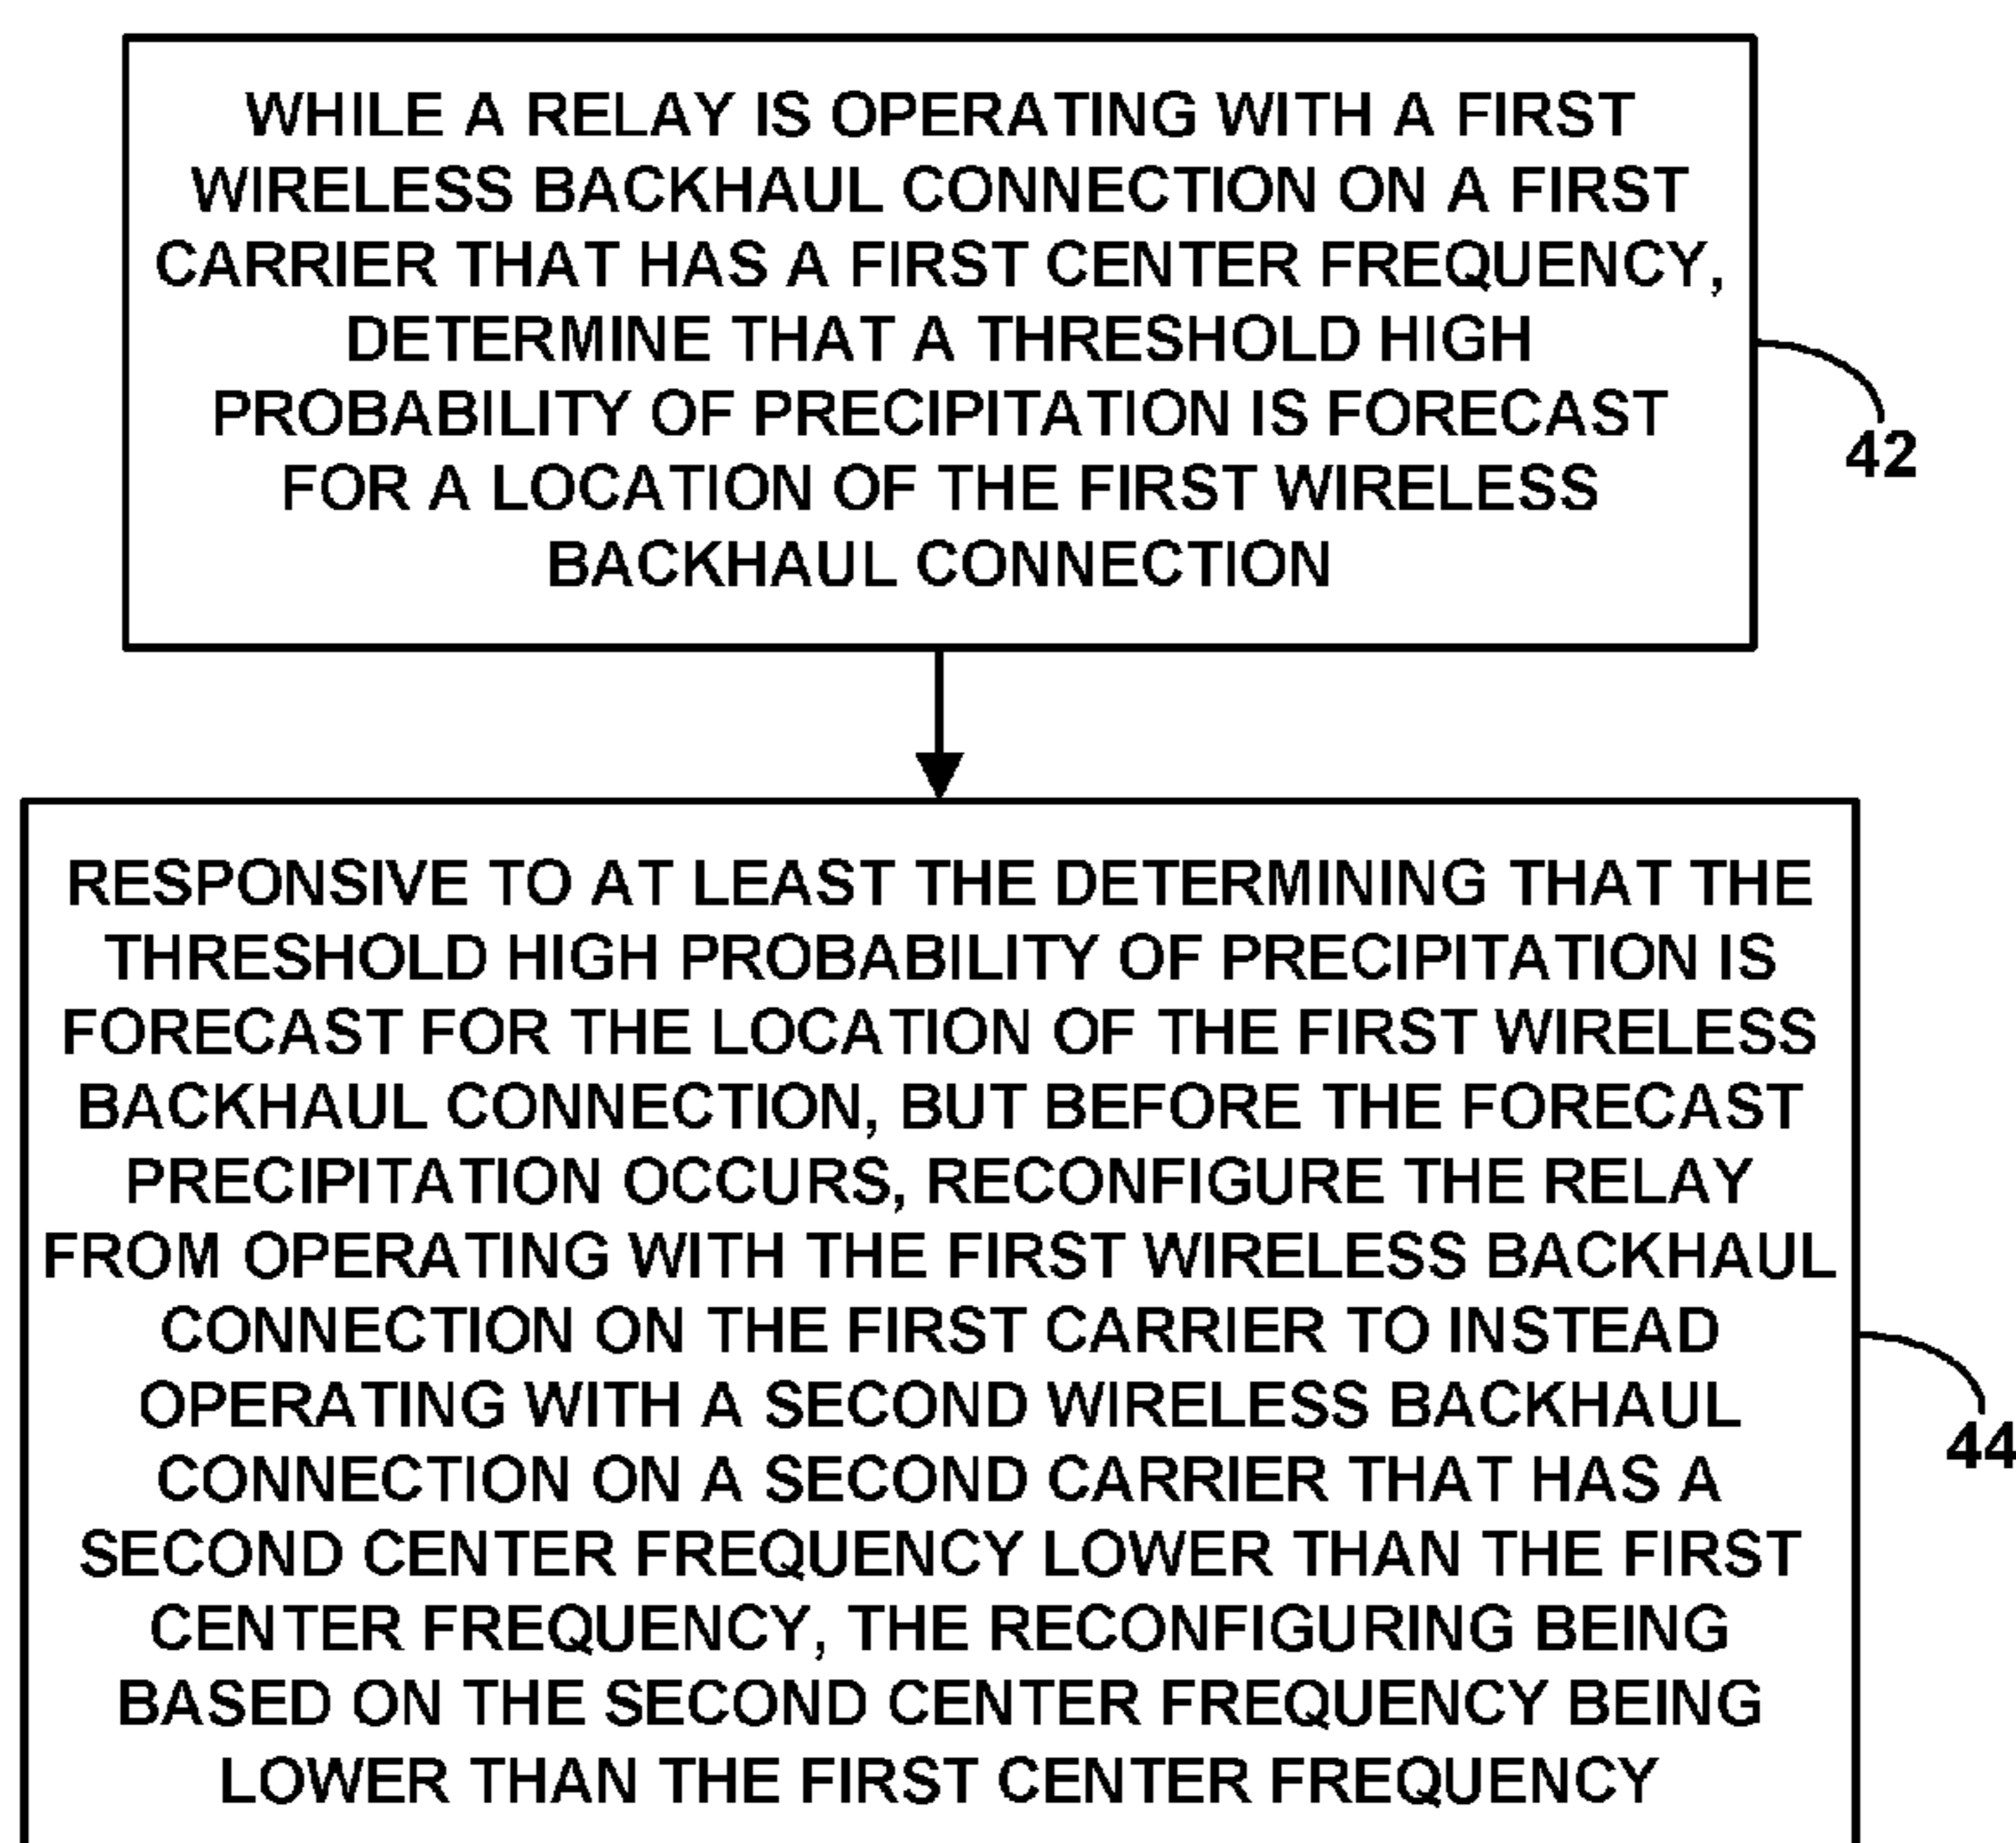 WHILE A RELAY IS OPERATING WITH A FIRST
WIRELESS BACKHAUL CONNECTION ON A FIRST
CARRIER THAT HAS A FIRST CENTER FREQUENCY,
DETERMINE THAT A THRESHOLD HIGH
PROBABILITY OF PRECIPITATION IS FORECAST
FOR A LOCATION OF THE FIRST WIRELESS
BACKHAUL CONNECTION
42
RESPONSIVE TO AT LEAST THE DETERMINING THAT THE
THRESHOLD HIGH PROBABILITY OF PRECIPITATION IS
FORECAST FOR THE LOCATION OF THE FIRST WIRELESS
BACKHAUL CONNECTION, BUT BEFORE THE FORECAST
PRECIPITATION OCCURS, RECONFIGURE THE RELAY
FROM OPERATING WITH THE FIRST WIRELESS BACKHAUL
CONNECTION ON THE FIRST CARRIER TO INSTEAD
OPERATING WITH A SECOND WIRELESS BACKHAUL
CONNECTION ON A SECOND CARRIER THAT HAS A
SECOND CENTER FREQUENCY LOWER THAN THE FIRST
CENTER FREQUENCY, THE RECONFIGURING BEING
BASED ON THE SECOND CENTER FREQUENCY BEING
LOWER THAN THE FIRST CENTER FREQUENCY
44